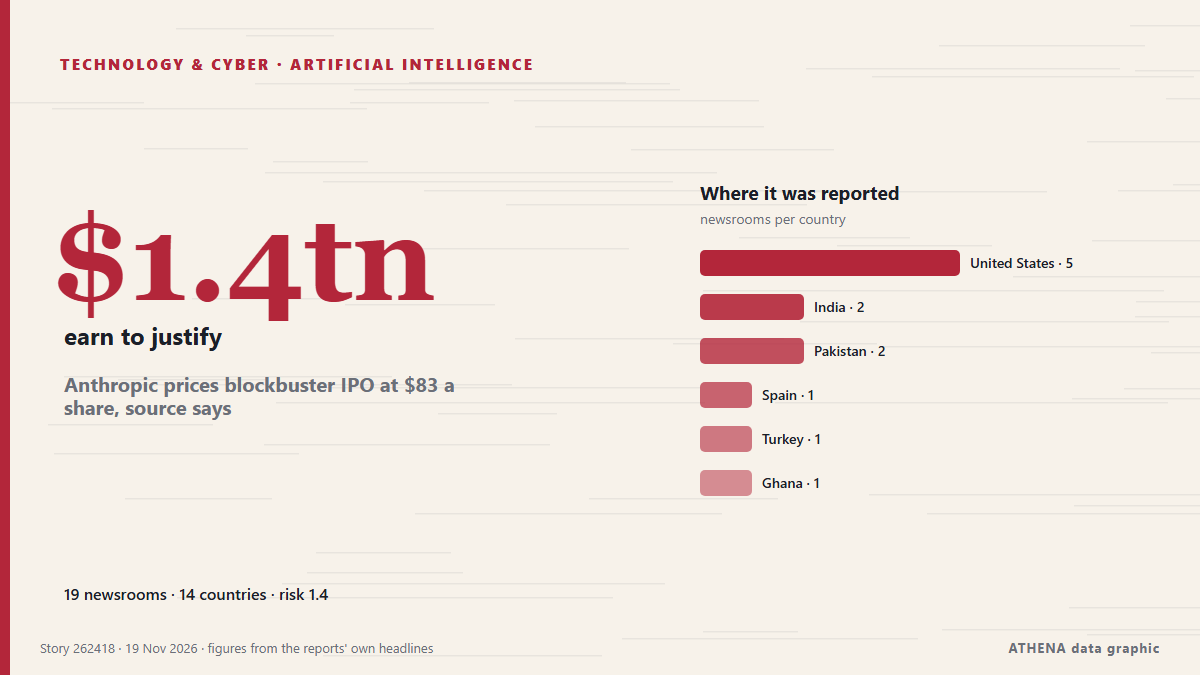 TECHNOLOGY & CYBER · ARTIFICIAL INTELLIGENCE
$1.4tn
earn to justify
Anthropic prices blockbuster IPO at $83 a
share, source says
Where it was reported
newsrooms per country
United States · 5
India · 2
Pakistan · 2
Spain · 1
Turkey · 1
Ghana · 1
19 newsrooms · 14 countries · risk 1.4
Story 262418 · 19 Nov 2026 · figures from the reports' own headlines
ATHENA data graphic